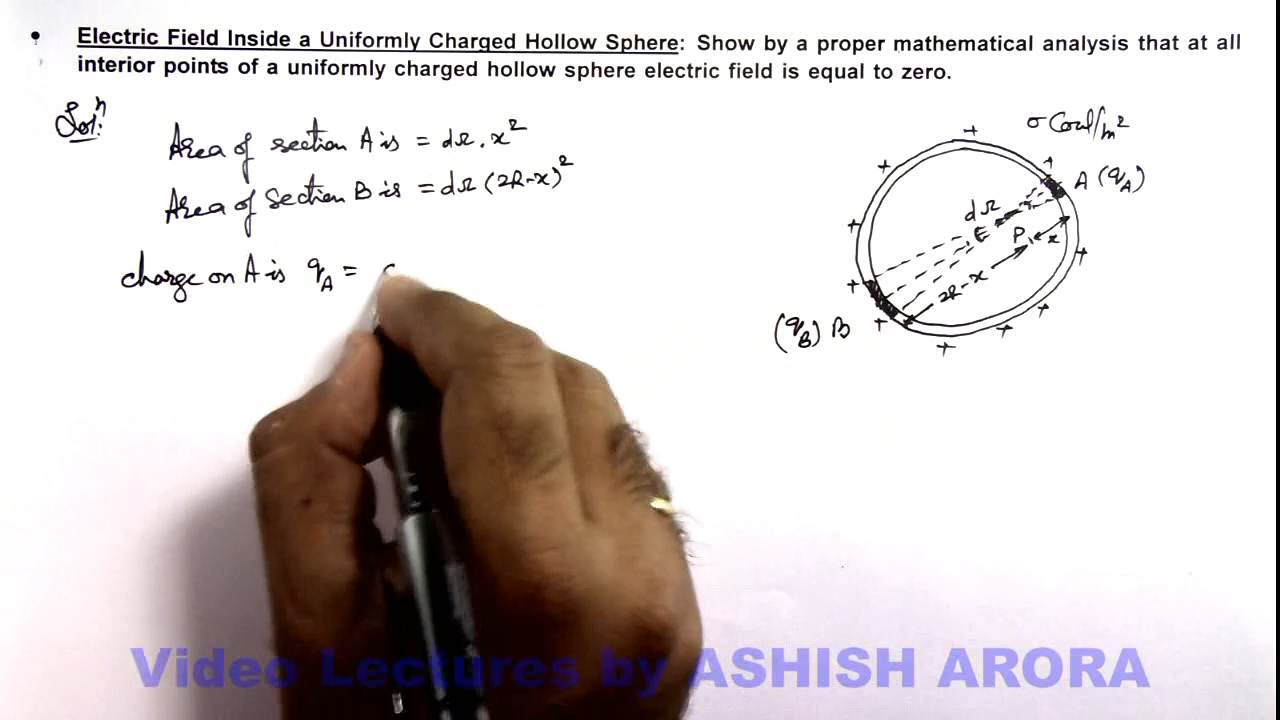 • Electric Field Inside a Uniformly Charged Hollow Sphere: Show by a proper mathematical analysis that at all
interior points of a uniformly charged hollow sphere electric field is equal to zero.
Solⁿ:
Area of section A is = dΩ . x²
Area of Section B is = dΩ (2R-x)²
charge on A is q_A =
σ Coul/m²
A (q_A)
dΩ
P
x
2R-x
(q_B) B
Video Lectures by ASHISH ARORA